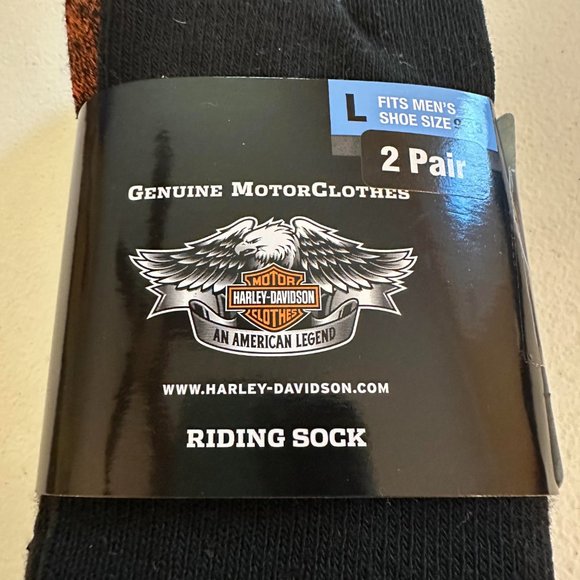 L
FITS MEN'S
SHOE SIZE
2 Pair
GENUINE MOTORCLOTHES
MOTOR
HARLEY-DAVIDSON
CLOTHES
AN AMERICAN LEGEND
WWW.HARLEY-DAVIDSON.COM
RIDING SOCK